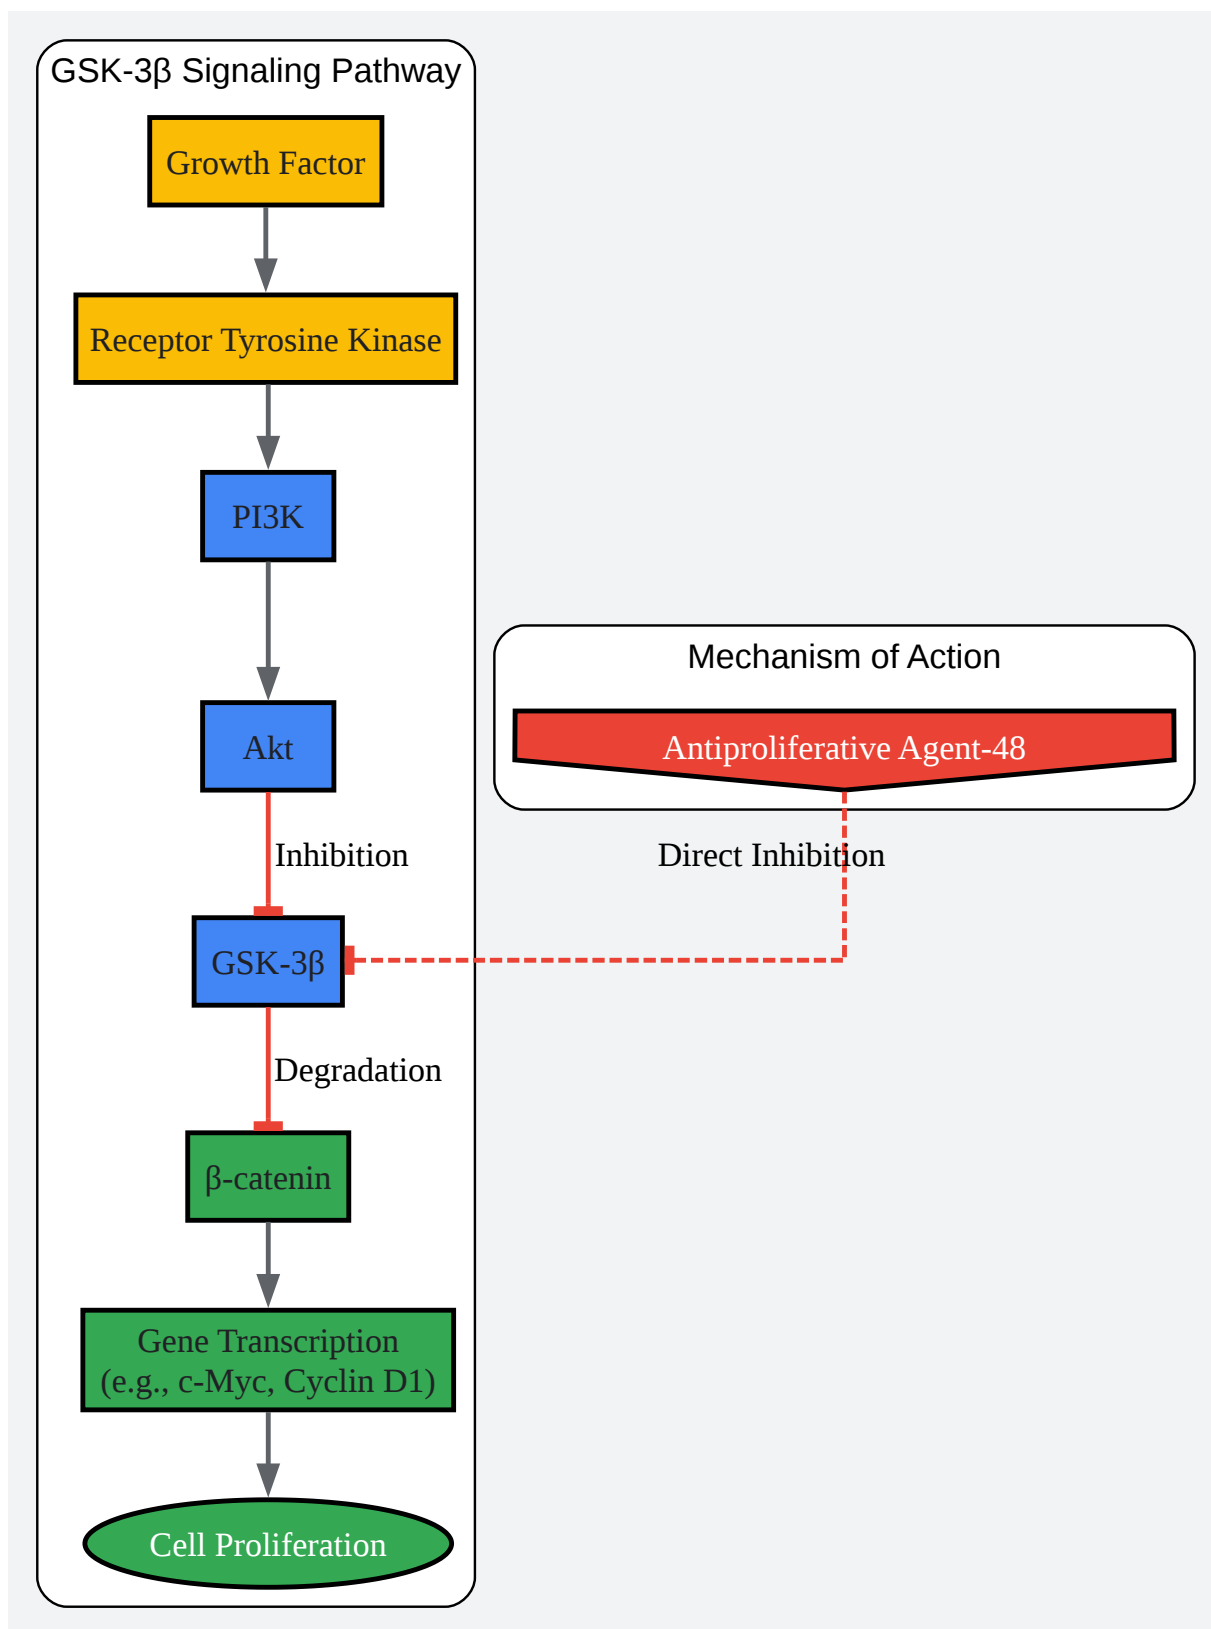 GSK-3β Signaling Pathway
Growth Factor
Receptor Tyrosine Kinase
PI3K
Mechanism of Action
Akt
Antiproliferative Agent-48
Inhibition
Direct Inhibition
GSK-3β
Degradation
β-catenin
Gene Transcription
(e.g., c-Myc, Cyclin D1)
Cell Proliferation